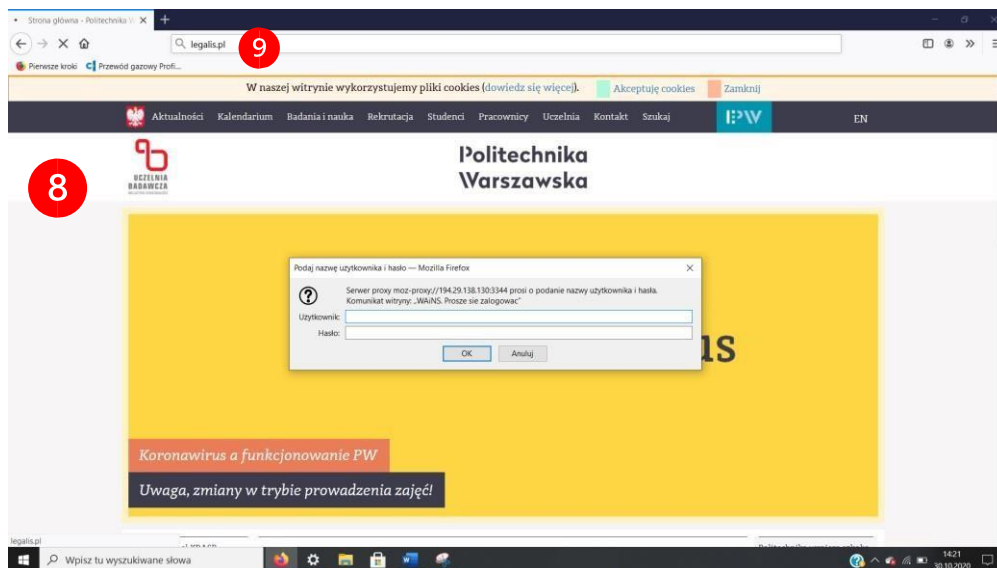 Strona główna - Politechnika W
legalis.pl
9
Pierwsze kroki
Przewód gazowy Profi...
W naszej witrynie wykorzystujemy pliki cookies (dowiedz się więcej).
Akceptuję cookies
Zamknij
Aktualności Kalendarium Badania i nauka Rekrutacja Studenci Pracownicy Uczelnia Kontakt Szukaj
PW
EN
UCZELNIA
BADAWCZA
Politechnika
Warszawska
8
Podaj nazwę użytkownika i hasło — Mozilla Firefox
Serwer proxy moz-proxy://194.29.138.130:3344 prosi o podanie nazwy użytkownika i hasła.
Komunikat witryny: „WAiNS. Prosze sie zalogowac"
Użytkownik:
Hasło:
OK Anuluj
us
Koronawirus a funkcjonowanie PW
Uwaga, zmiany w trybie prowadzenia zajęć!
legalis.pl
Wpisz tu wyszukiwane słowa
14:21
30.10.2020